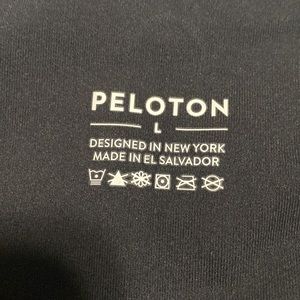 PELOTON
L
DESIGNED IN NEW YORK
MADE IN EL SALVADOR